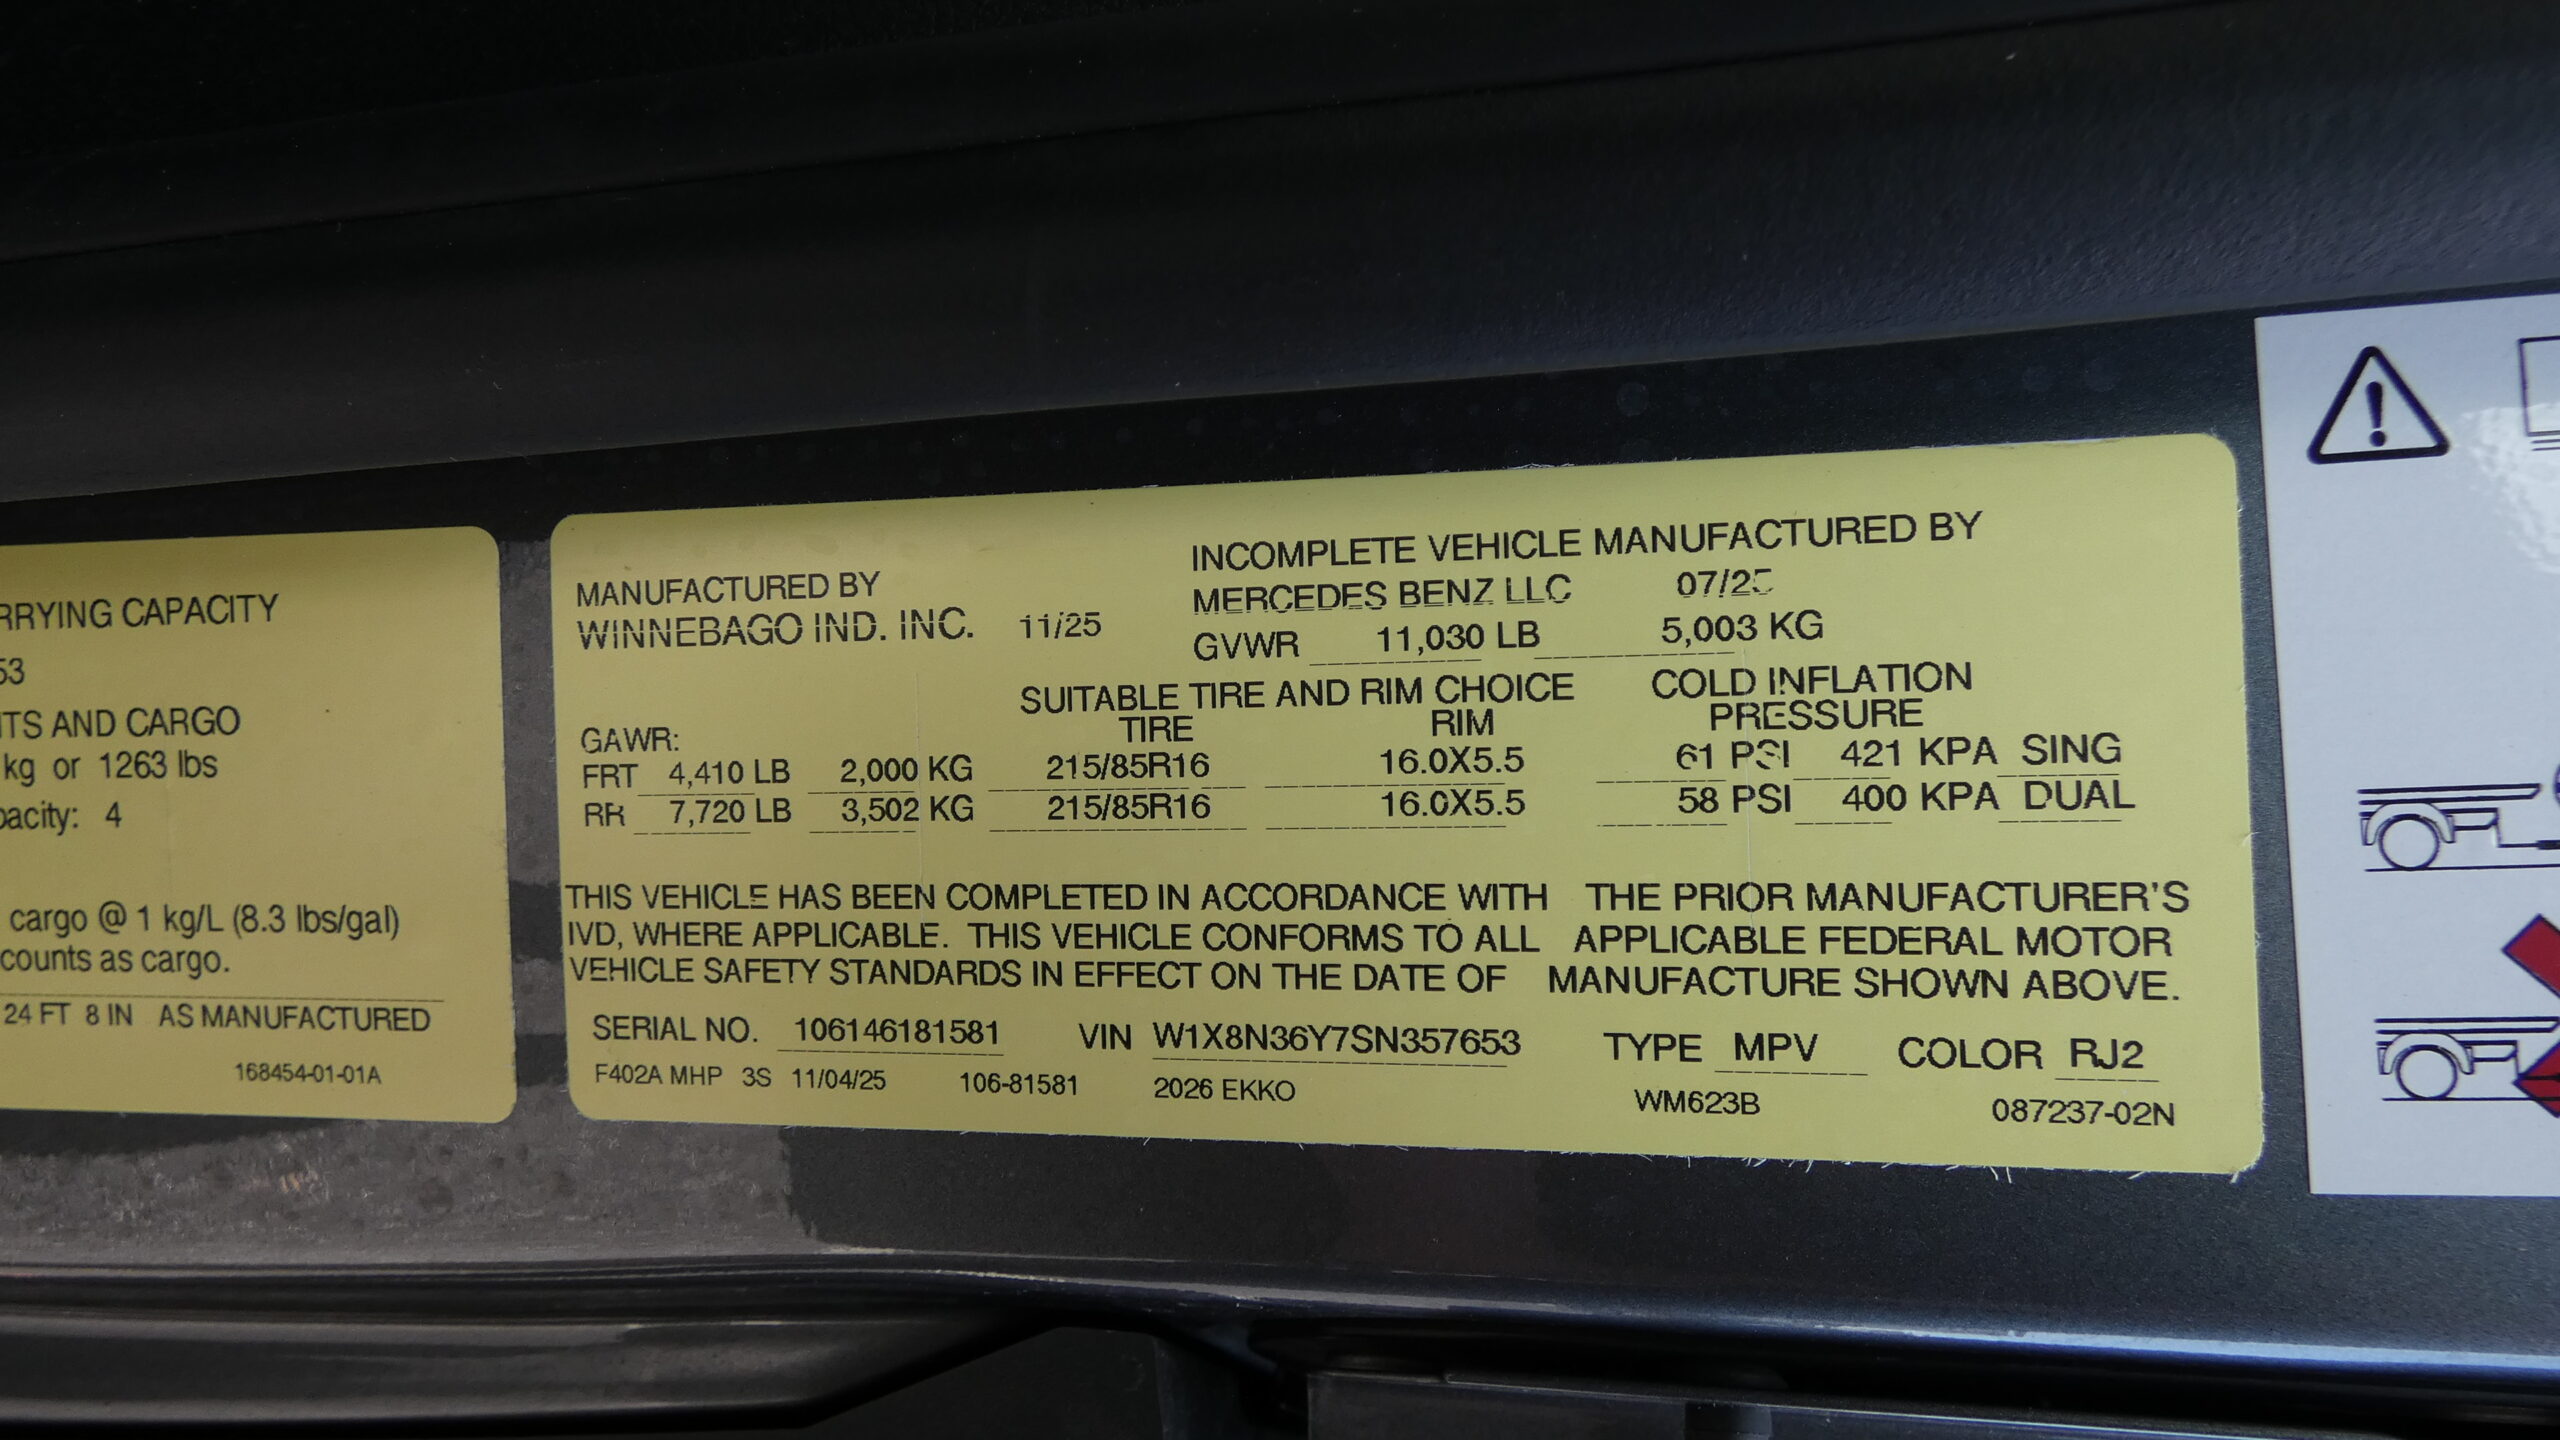 RRYING CAPACITY
53
TS AND CARGO
kg or 1263 lbs
pacity: 4
cargo @ 1 kg/L (8.3 lbs/gal)
counts as cargo.
24 FT 8 IN AS MANUFACTURED
168454-01-01A
INCOMPLETE VEHICLE MANUFACTURED BY
MANUFACTURED BY
MERCEDES BENZ LLC 07/25
WINNEBAGO IND. INC. 11/25
GVWR 11,030 LB 5,003 KG
SUITABLE TIRE AND RIM CHOICE COLD INFLATION
GAWR: TIRE RIM PRESSURE
FRT 4,410 LB 2,000 KG 215/85R16 16.0X5.5 61 PSI 421 KPA SING
RR 7,720 LB 3,502 KG 215/85R16 16.0X5.5 58 PSI 400 KPA DUAL
THIS VEHICLE HAS BEEN COMPLETED IN ACCORDANCE WITH THE PRIOR MANUFACTURER'S
IVD, WHERE APPLICABLE. THIS VEHICLE CONFORMS TO ALL APPLICABLE FEDERAL MOTOR
VEHICLE SAFETY STANDARDS IN EFFECT ON THE DATE OF MANUFACTURE SHOWN ABOVE.
SERIAL NO. 106146181581 VIN W1X8N36Y7SN357653 TYPE MPV COLOR RJ2
F402A MHP 3S 11/04/25 106-81581 2026 EKKO WM623B 087237-02N